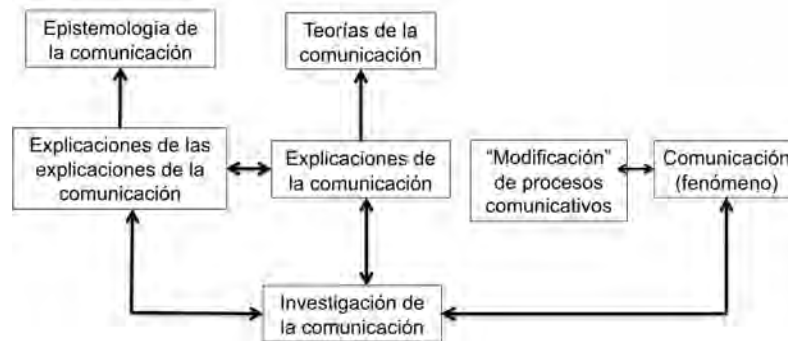 Epistemología de
la comunicación
Teorías de la
comunicación
Explicaciones de las
explicaciones de la
comunicación
Explicaciones de
la comunicación
“Modificación”
de procesos
comunicativos
Comunicación
(fenómeno)
Investigación de
la comunicación